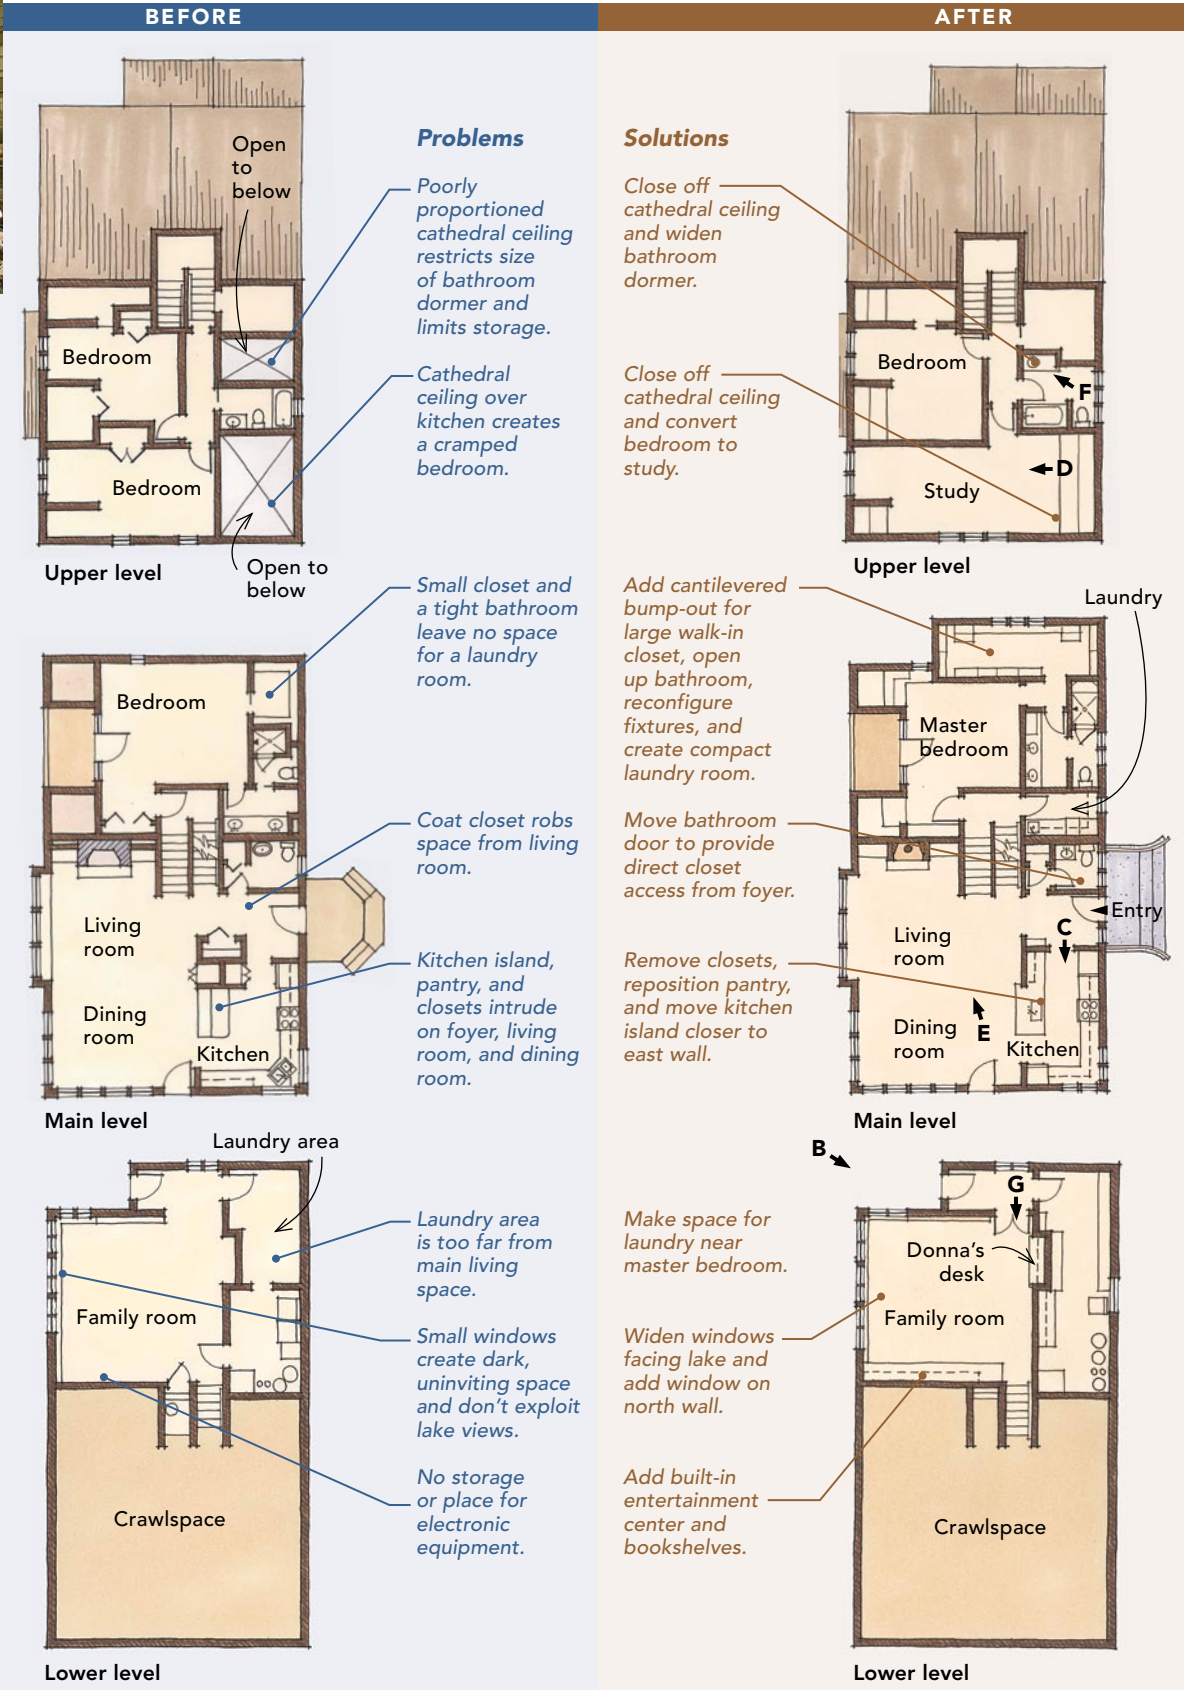 BEFORE
Problems
Open
to
below
Poorly
proportioned
cathedral ceiling
restricts size
of bathroom
dormer and
limits storage.
Bedroom
Cathedral
ceiling over
kitchen creates
a cramped
bedroom.
Bedroom
Open to
below
Upper level
Small closet and
a tight bathroom
leave no space
for a laundry
room.
Bedroom
Coat closet robs
space from living
room.
Living
room
Kitchen island,
pantry, and
closets intrude
on foyer, living
room, and dining
room.
Dining
room
Kitchen
Main level
Laundry area
Laundry area
is too far from
main living
space.
Family room
Small windows
create dark,
uninviting space
and don't exploit
lake views.
No storage
or place for
electronic
equipment.
Crawlspace
Lower level
AFTER
Solutions
Close off
cathedral ceiling
and widen
bathroom
dormer.
Bedroom
F
Close off
cathedral ceiling
and convert
bedroom to
study.
D
Study
Upper level
Add cantilevered
bump-out for
large walk-in
closet, open
up bathroom,
reconfigure
fixtures, and
create compact
laundry room.
Laundry
Master
bedroom
Move bathroom
door to provide
direct closet
access from foyer.
Entry
C
Living
room
Remove closets,
reposition pantry,
and move kitchen
island closer to
east wall.
E
Dining
room
Kitchen
Main level
B
G
Make space for
laundry near
master bedroom.
Donna's
desk
Family room
Widen windows
facing lake and
add window on
north wall.
Add built-in
entertainment
center and
bookshelves.
Crawlspace
Lower level